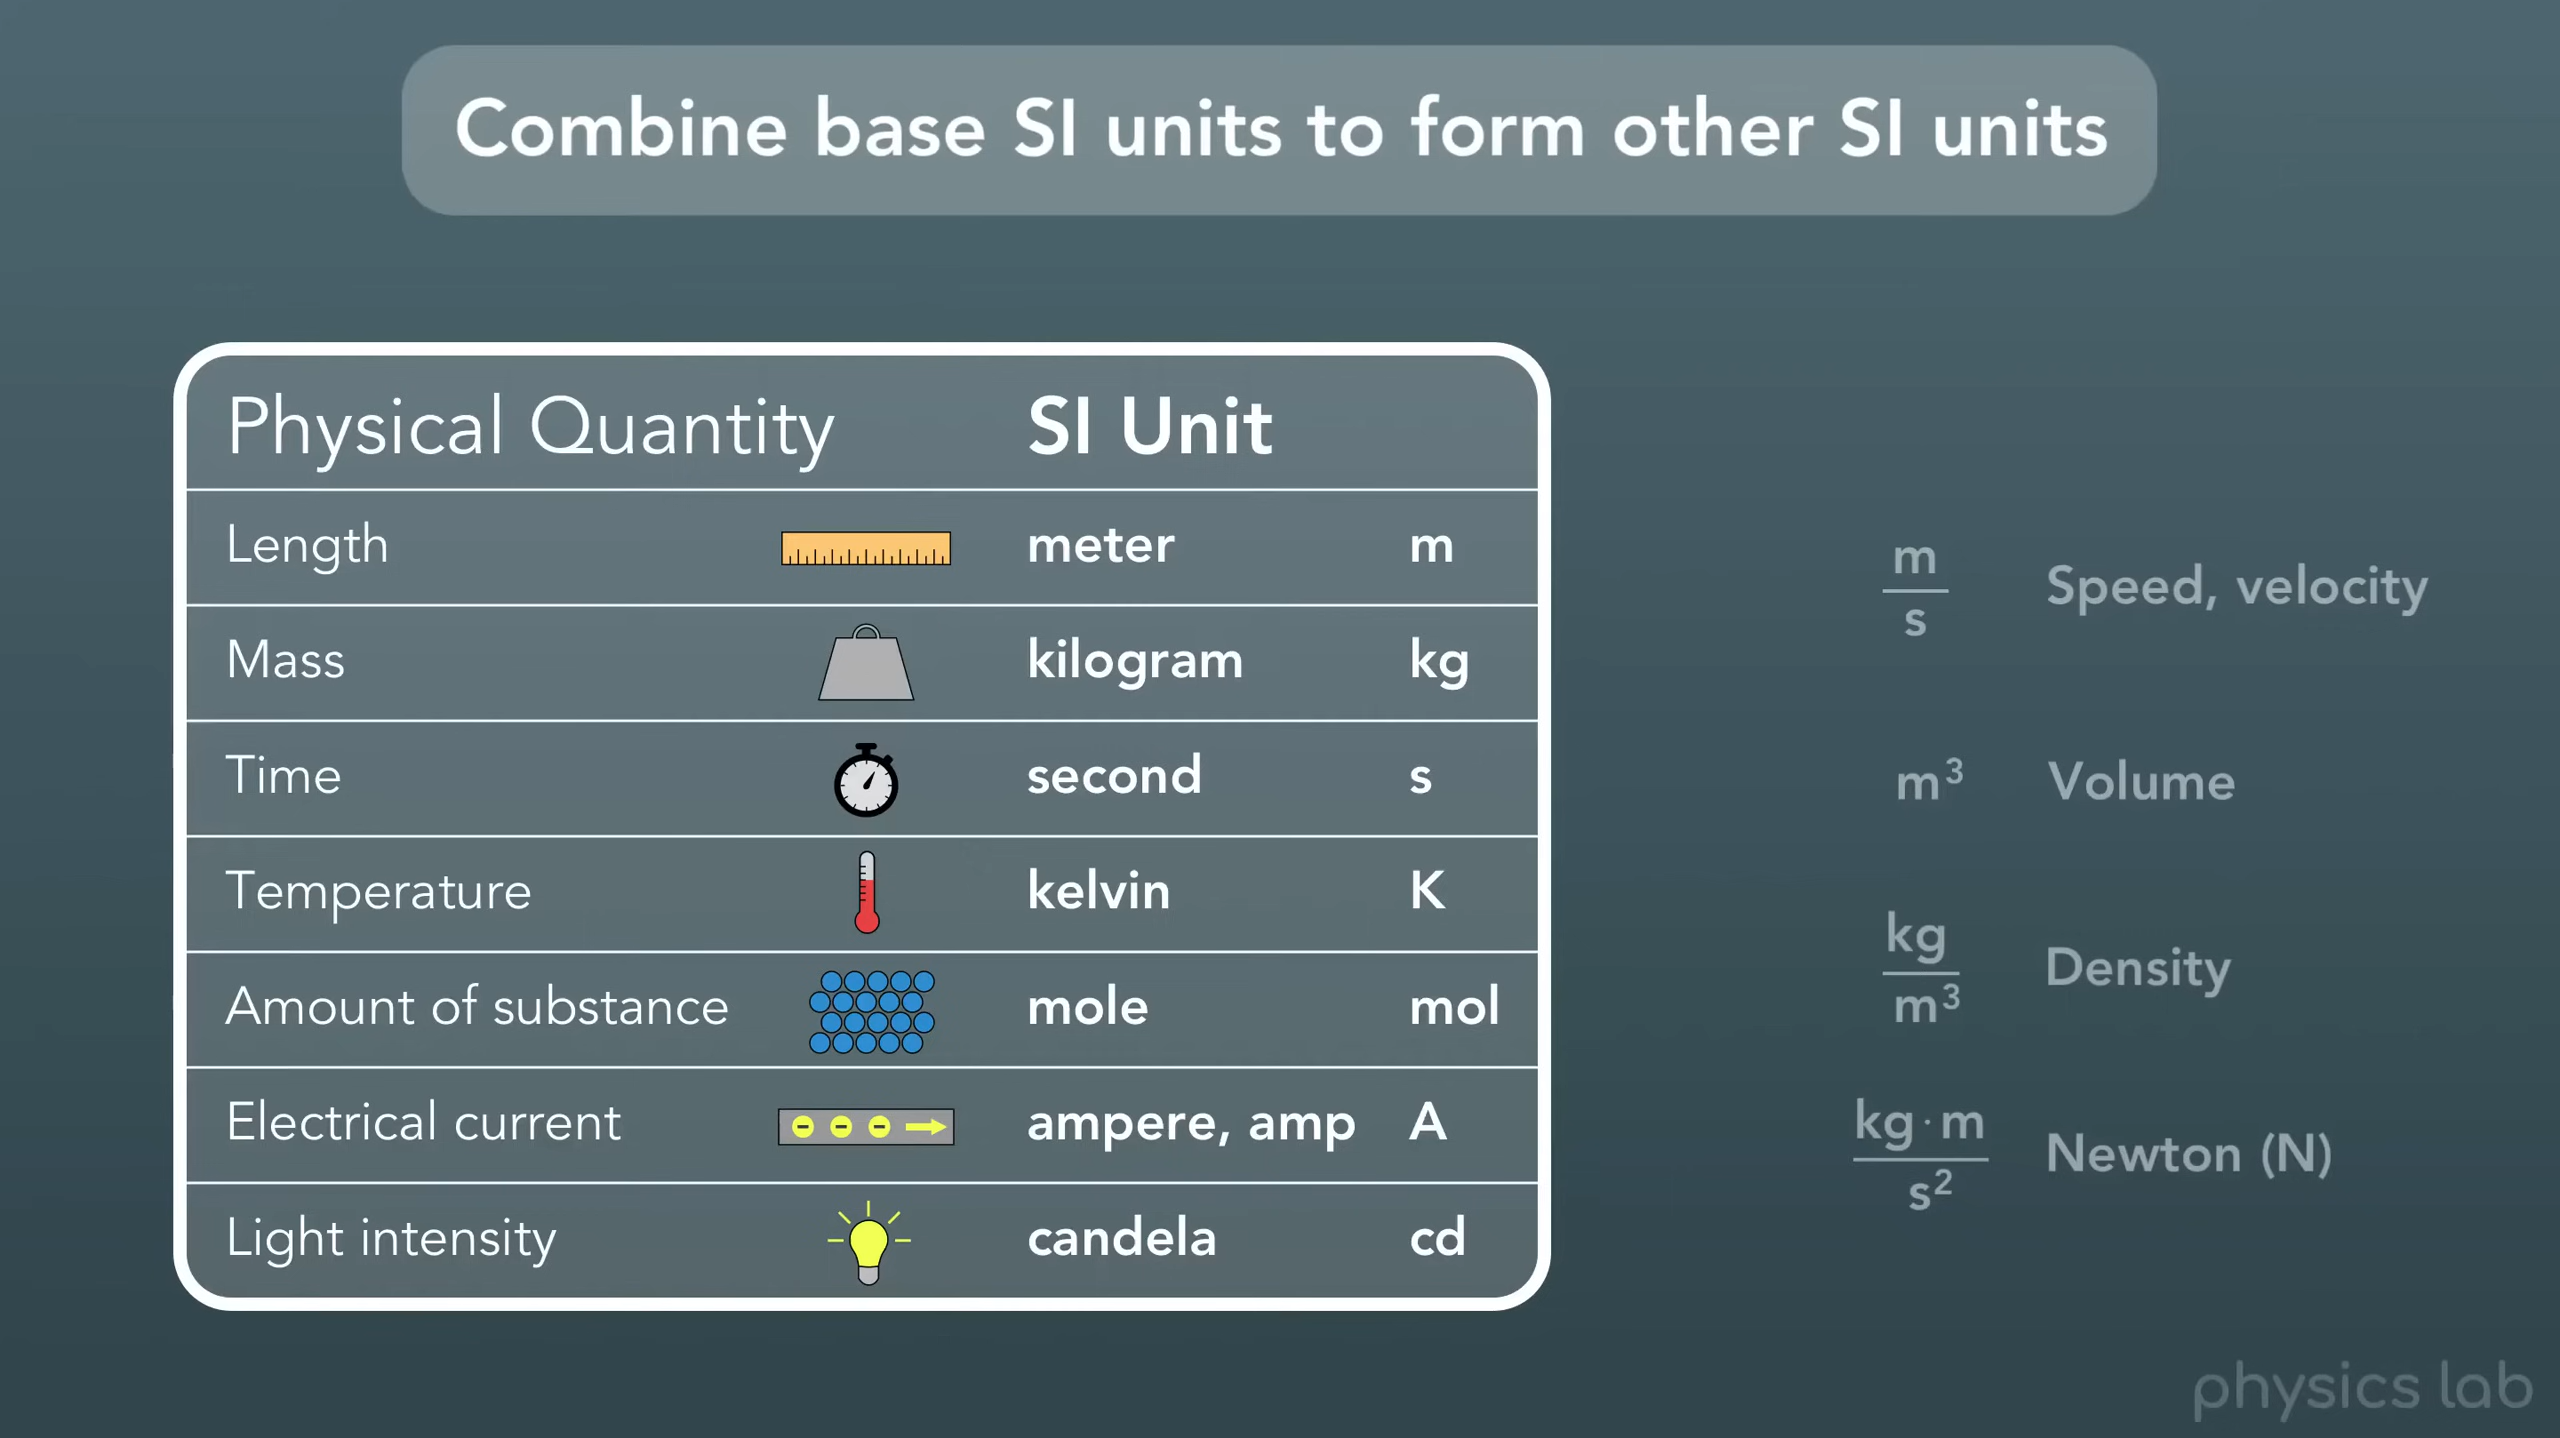 Combine base SI units to form other SI units
Physical Quantity SI Unit
Length meter m
Mass kilogram kg
Time second s
Temperature kelvin K
Amount of substance mole mol
Electrical current ampere, amp A
Light intensity candela cd
m
s
Speed, velocity
m³ Volume
kg
m³
Density
kg·m
s²
Newton (N)
physics lab